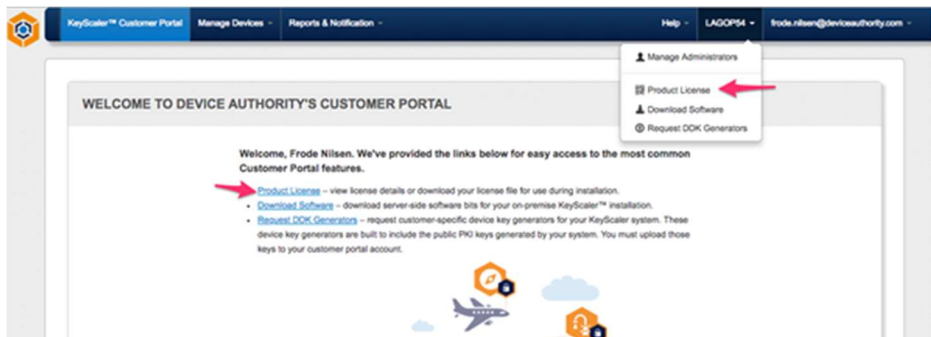 KeyScaler™ Customer Portal Manage Devices Reports & Notification Help LAGOP54 frode.nilsen@deviceauthority.com
Manage Administrators
Product License
Download Software
Request DDK Generators
WELCOME TO DEVICE AUTHORITY'S CUSTOMER PORTAL
Welcome, Frode Nilsen. We've provided the links below for easy access to the most common
Customer Portal features.
Product License – view license details or download your license file for use during installation.
Download Software – download server-side software bits for your on-premise KeyScaler™ installation.
Request DDK Generators – request customer-specific device key generators for your KeyScaler system. These
device key generators are built to include the public PKI keys generated by your system. You must upload those
keys to your customer portal account.